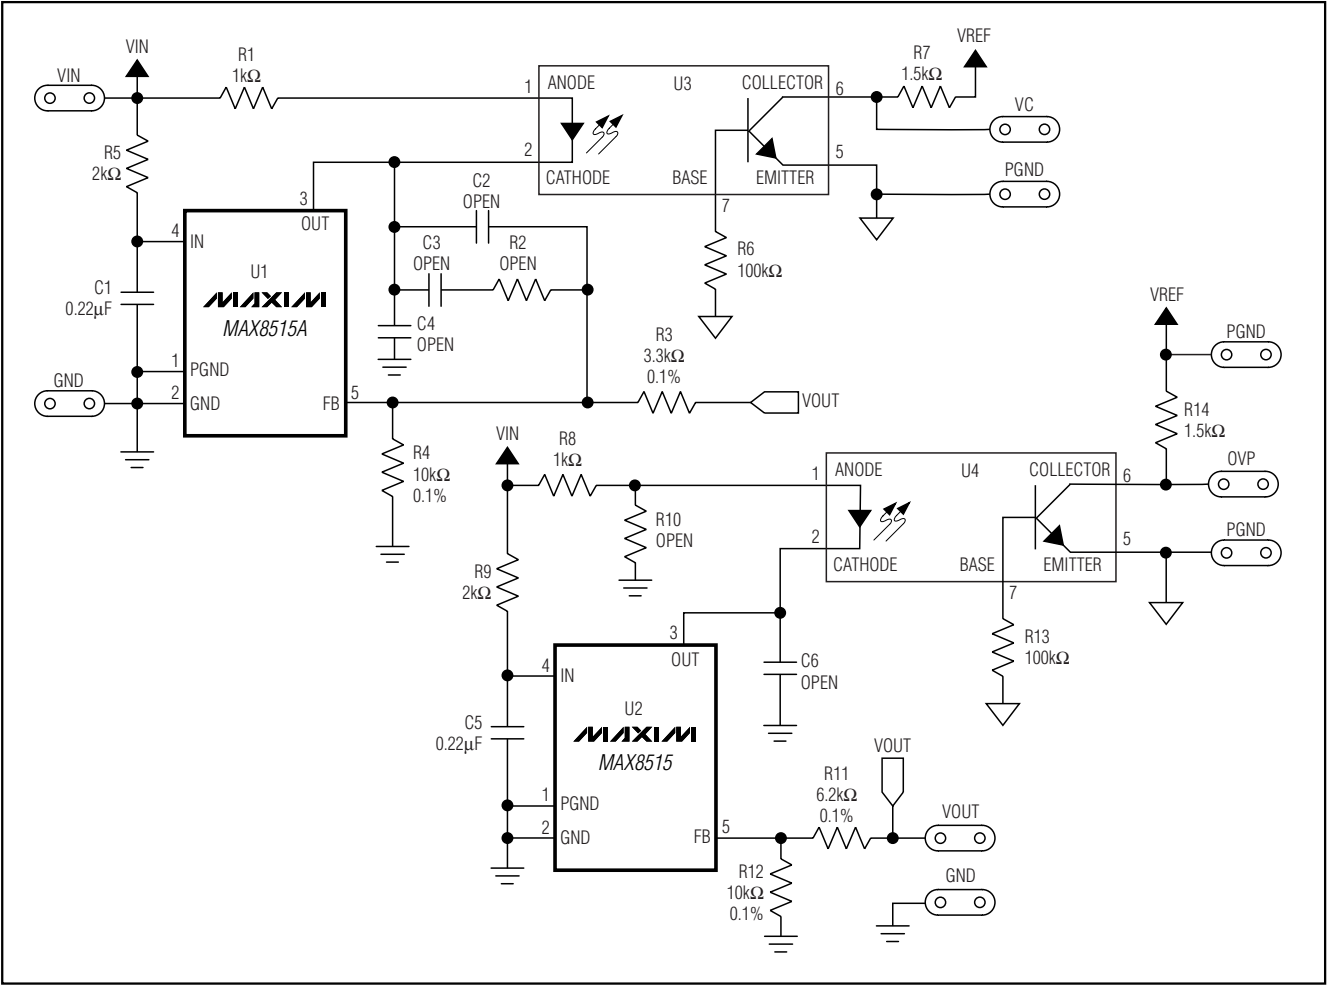 VIN
VIN
R1
1kΩ
R5
2kΩ
C1
0.22µF
GND
4
IN
3
OUT
U1
MAXIM
MAX8515A
1
PGND
2
GND
FB
5
1
ANODE
U3
COLLECTOR
6
2
CATHODE
BASE
EMITTER
5
7
R6
100kΩ
R7
1.5kΩ
VREF
VC
PGND
C2
OPEN
C3
OPEN
R2
OPEN
C4
OPEN
R3
3.3kΩ
0.1%
VOUT
R4
10kΩ
0.1%
VIN
R8
1kΩ
R10
OPEN
R9
2kΩ
C5
0.22µF
4
IN
3
OUT
U2
MAXIM
MAX8515
1
PGND
2
GND
FB
5
C6
OPEN
1
ANODE
U4
COLLECTOR
6
2
CATHODE
BASE
EMITTER
5
7
R13
100kΩ
VREF
PGND
R14
1.5kΩ
OVP
PGND
R11
6.2kΩ
0.1%
VOUT
VOUT
R12
10kΩ
0.1%
GND